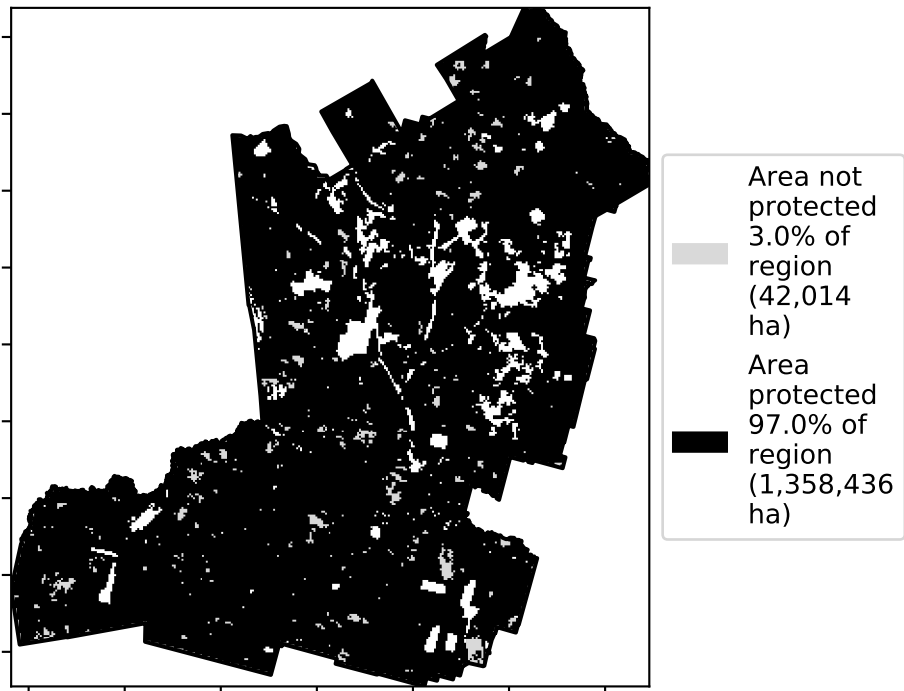 Area not
protected
3.0% of
region
(42,014
ha)
Area
protected
97.0% of
region
(1,358,436
ha)